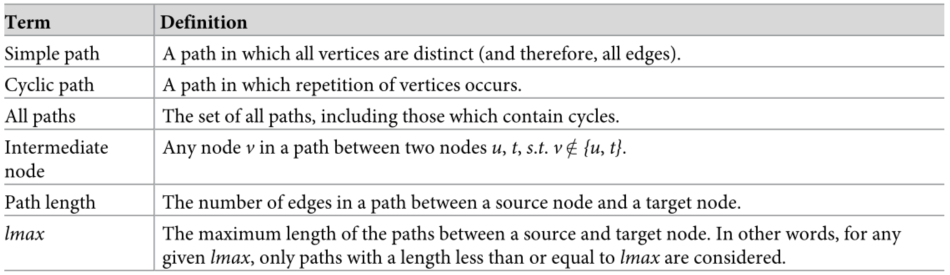 Term Definition
Simple path A path in which all vertices are distinct (and therefore, all edges).
Cyclic path A path in which repetition of vertices occurs.
All paths The set of all paths, including those which contain cycles.
Intermediate Any node v in a path between two nodes u, t, s.t. v ∉ {u, t}.
node
Path length The number of edges in a path between a source node and a target node.
lmax The maximum length of the paths between a source and target node. In other words, for any
given lmax, only paths with a length less than or equal to lmax are considered.